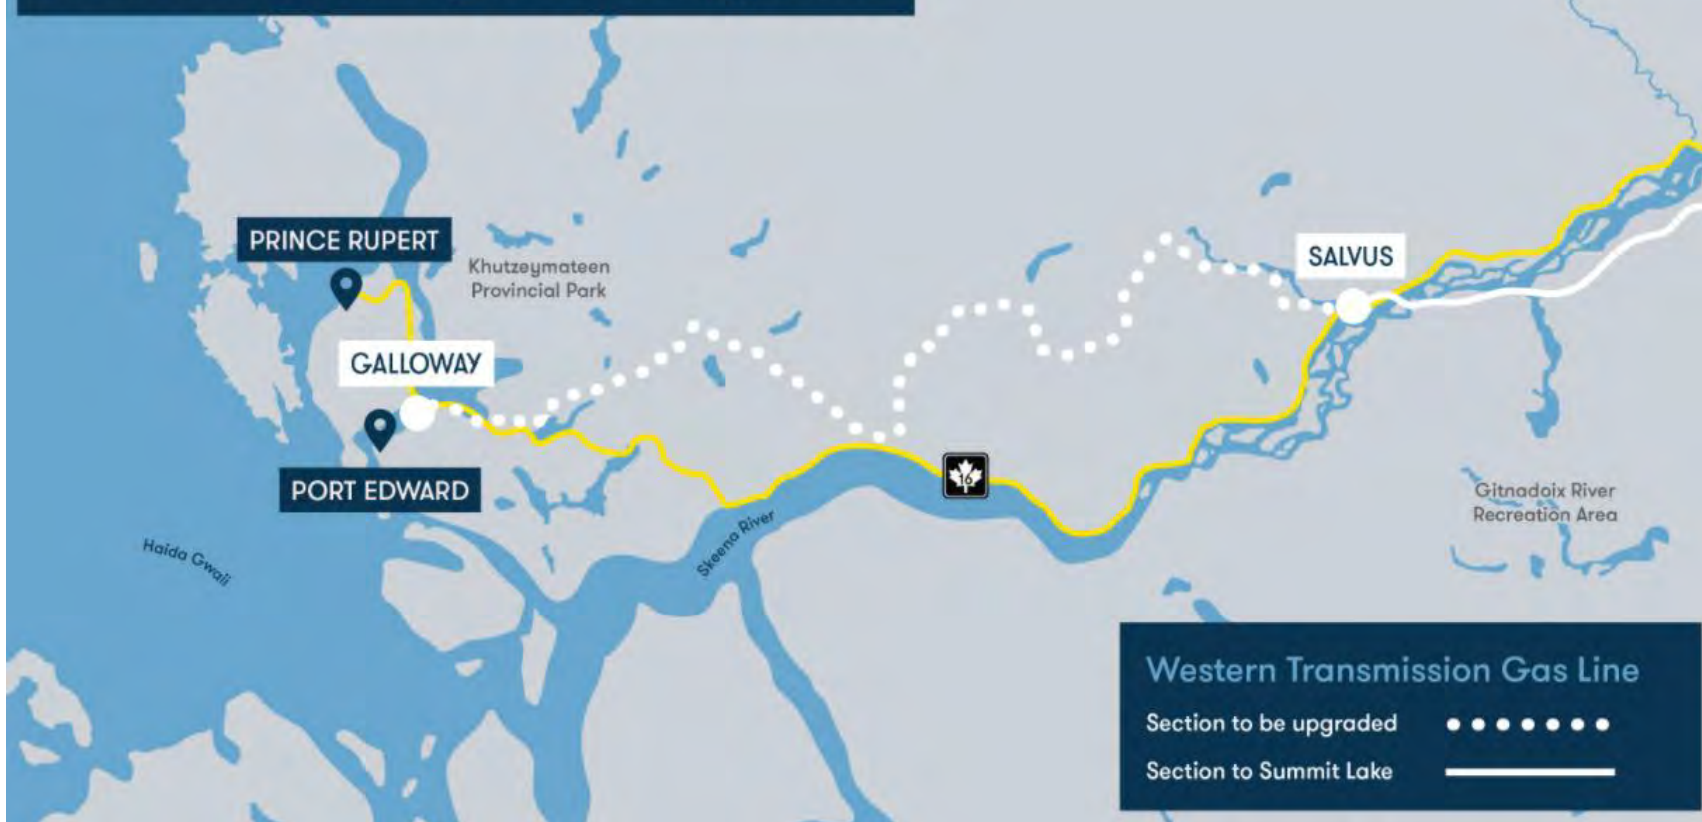 PRINCE RUPERT
Khutzeymateen
Provincial Park
SALVUS
GALLOWAY
PORT EDWARD
16
Gitnadoix River
Recreation Area
Skeena River
Haida Gwaii
Western Transmission Gas Line
Section to be upgraded
Section to Summit Lake